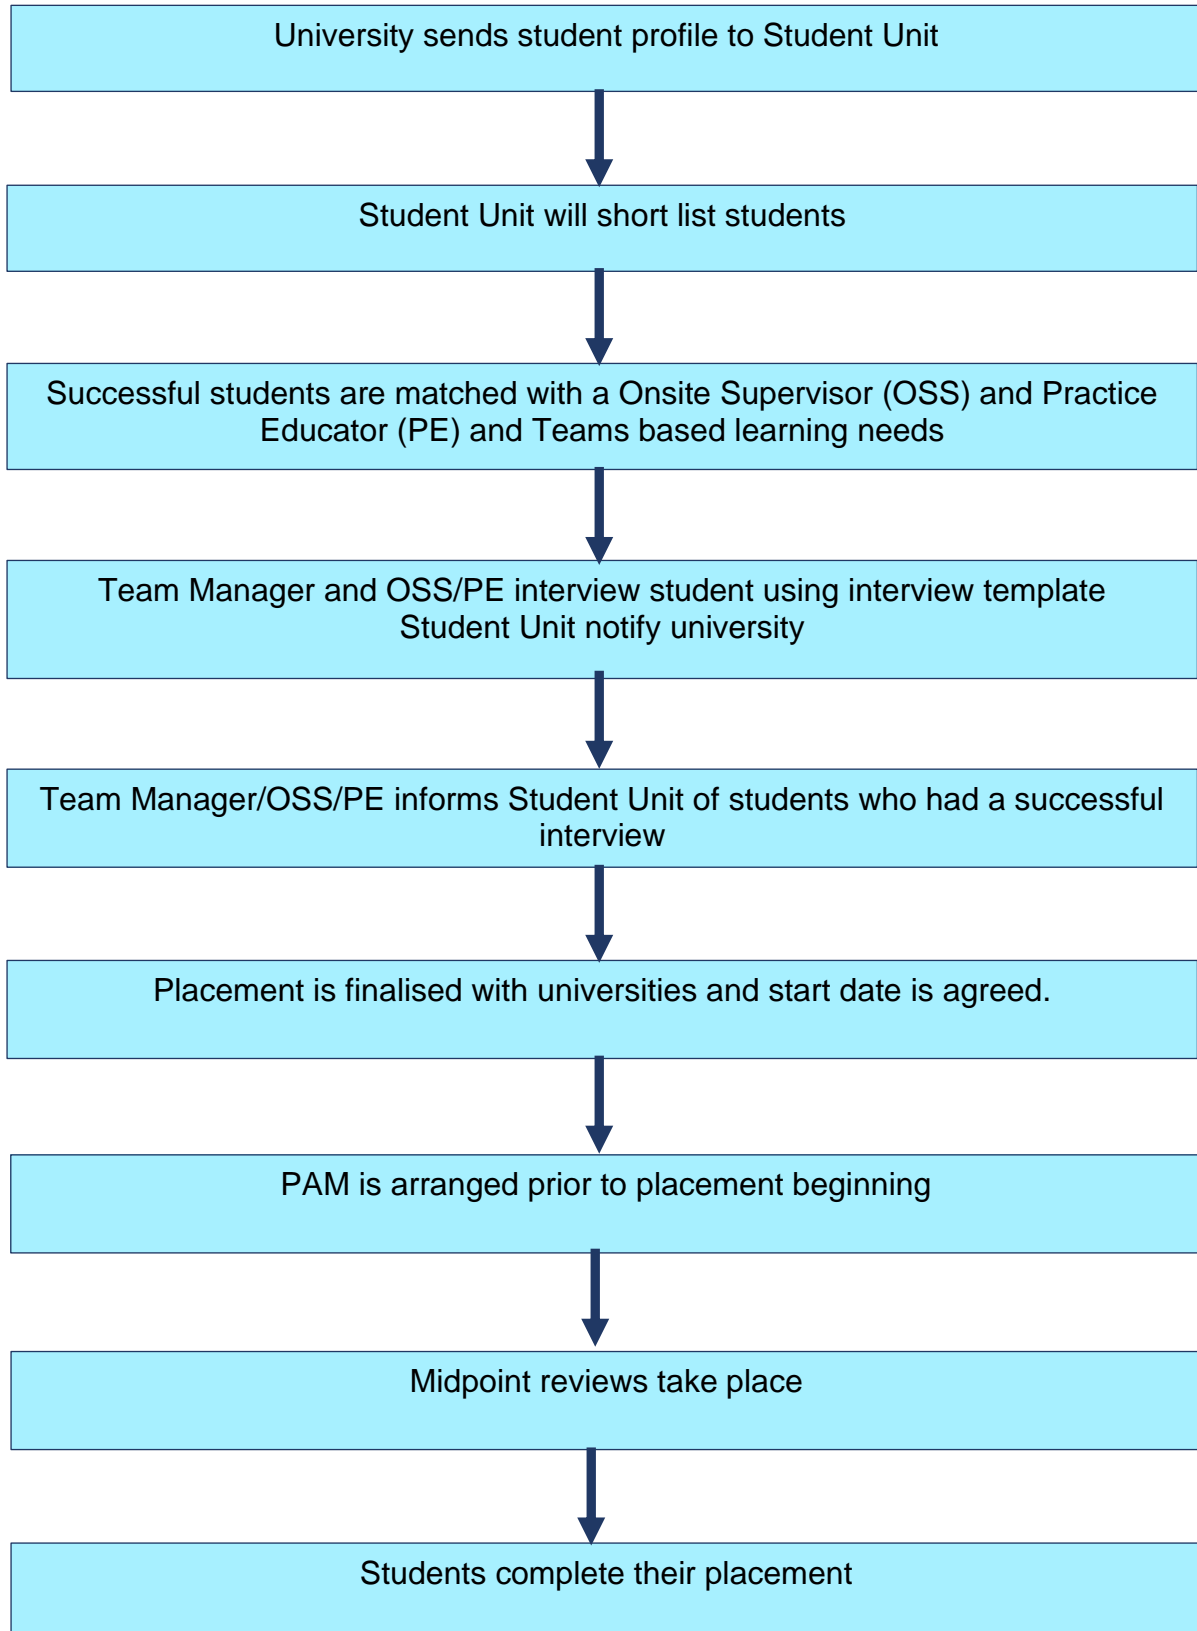 University sends student profile to Student Unit
Student Unit will short list students
Successful students are matched with a Onsite Supervisor (OSS) and Practice
Educator (PE) and Teams based learning needs
Team Manager and OSS/PE interview student using interview template
Student Unit notify university
Team Manager/OSS/PE informs Student Unit of students who had a successful
interview
Placement is finalised with universities and start date is agreed.
PAM is arranged prior to placement beginning
Midpoint reviews take place
Students complete their placement